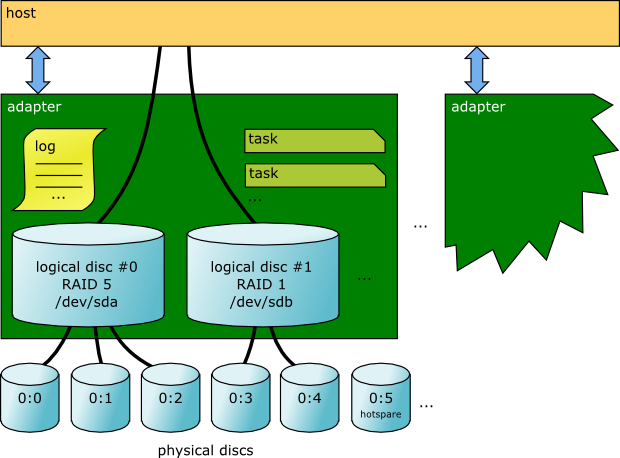 host
adapter
adapter
log
...
task
task
...
...
logical disc #0
RAID 5
/dev/sda
logical disc #1
RAID 1
/dev/sdb
...
0:0
0:1
0:2
0:3
0:4
0:5
hotspare
...
physical discs